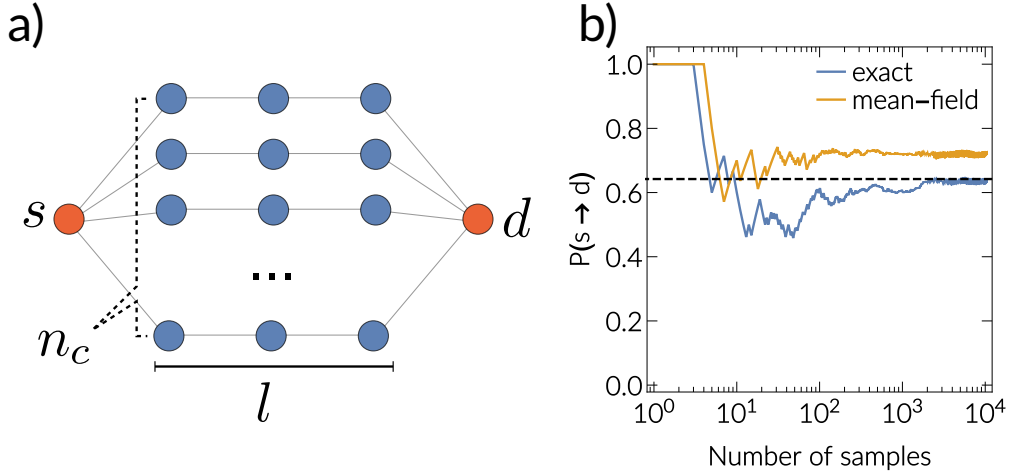 a)
s
d
...
n_c
l
b)
exact
mean-field
P(s → d)
1.0
0.8
0.6
0.4
0.2
0.0
10^0
10^1
10^2
10^3
10^4
Number of samples